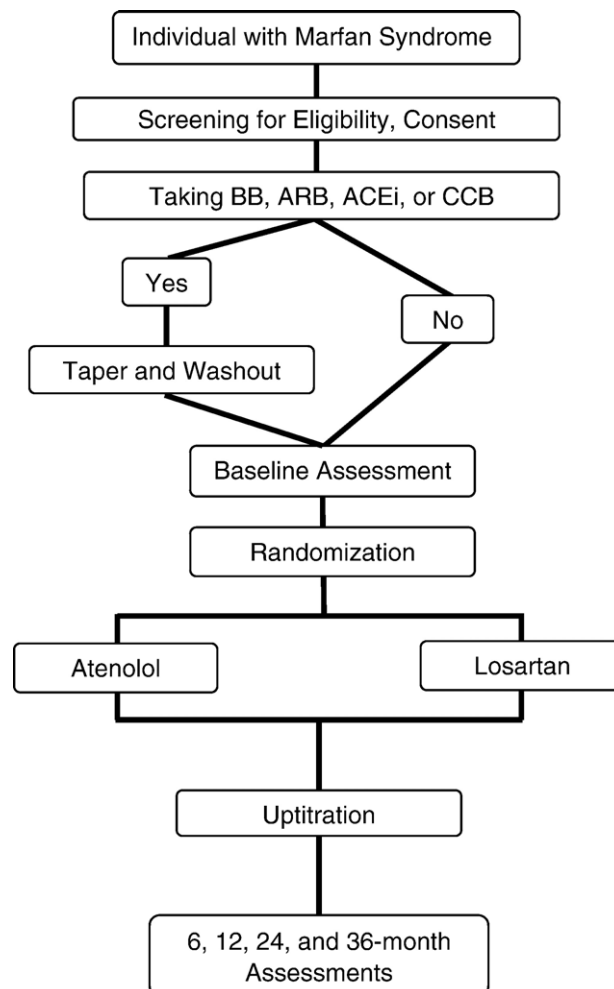 Individual with Marfan Syndrome
Screening for Eligibility, Consent
Taking BB, ARB, ACEi, or CCB
Yes
No
Taper and Washout
Baseline Assessment
Randomization
Atenolol
Losartan
Uptitration
6, 12, 24, and 36-month
Assessments